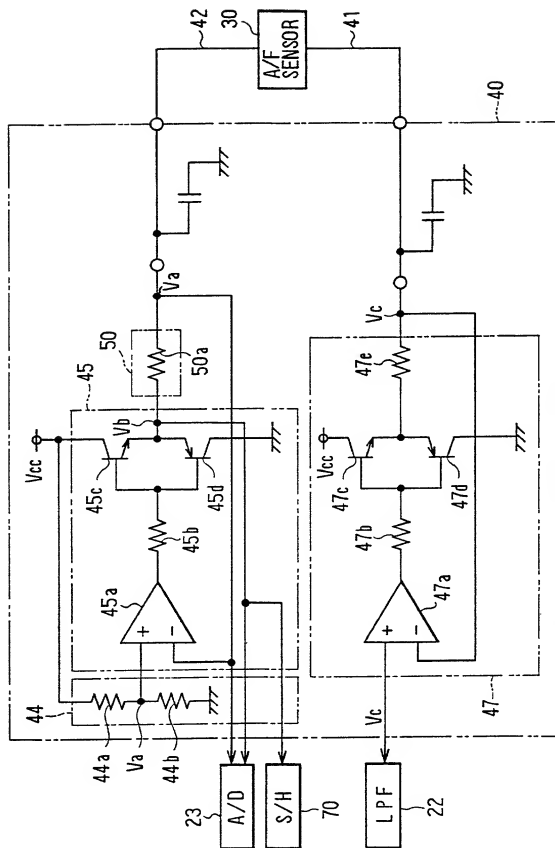 42
30
A/F
SENSOR
41
40
Va
50
50a
45
Vb
Vcc
45c
45d
45b
45a
+
−
44
44a
Va
44b
A/D
23
S/H
70
Vc
47e
Vcc
47c
47d
47b
47a
+
−
47
Vc
LPF
22